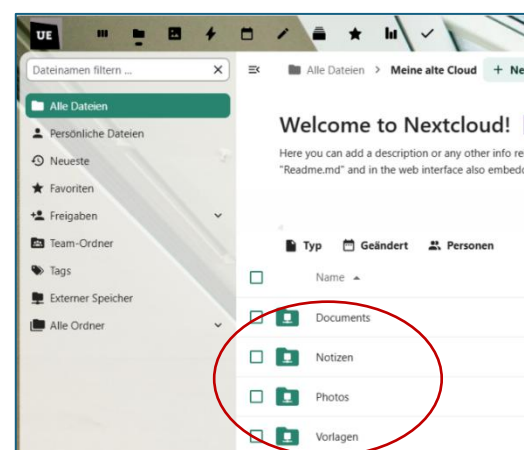 UE
Dateinamen filtern ...
Alle Dateien > Meine alte Cloud + Ne
Alle Dateien
Persönliche Dateien
Neueste
Favoriten
Freigaben
Team-Ordner
Tags
Externer Speicher
Alle Ordner
Welcome to Nextcloud!
Here you can add a description or any other info re
"Readme.md" and in the web interface also embedd
Typ Geändert Personen
Name
Documents
Notizen
Photos
Vorlagen